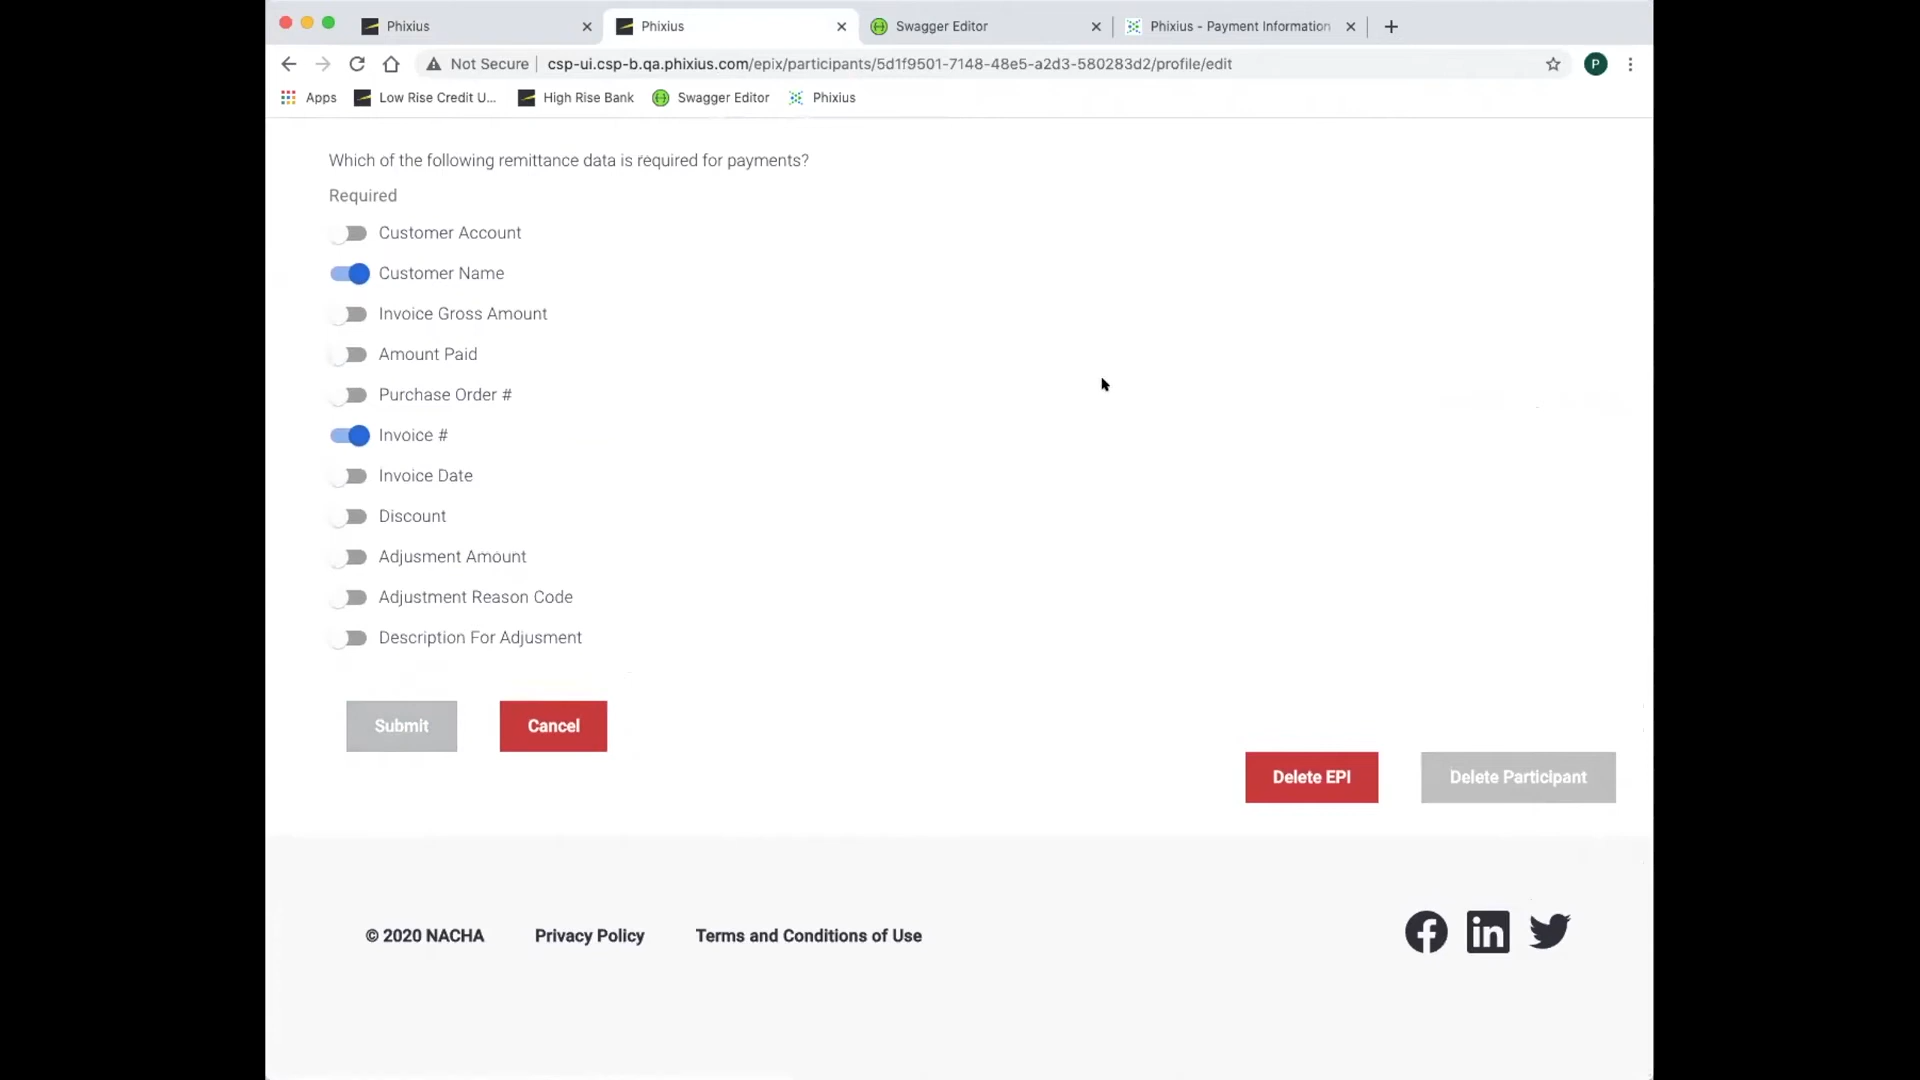 Phixius
Phixius
Swagger Editor
Phixius - Payment Information
Not Secure
csp-ui.csp-b.qa.phixius.com/epix/participants/5d1f9501-7148-48e5-a2d3-580283d2/profile/edit
P
Apps
Low Rise Credit U...
High Rise Bank
Swagger Editor
Phixius
Which of the following remittance data is required for payments?
Required
Customer Account
Customer Name
Invoice Gross Amount
Amount Paid
Purchase Order #
Invoice #
Invoice Date
Discount
Adjusment Amount
Adjustment Reason Code
Description For Adjusment
Submit
Cancel
Delete EPI
Delete Participant
© 2020 NACHA
Privacy Policy
Terms and Conditions of Use